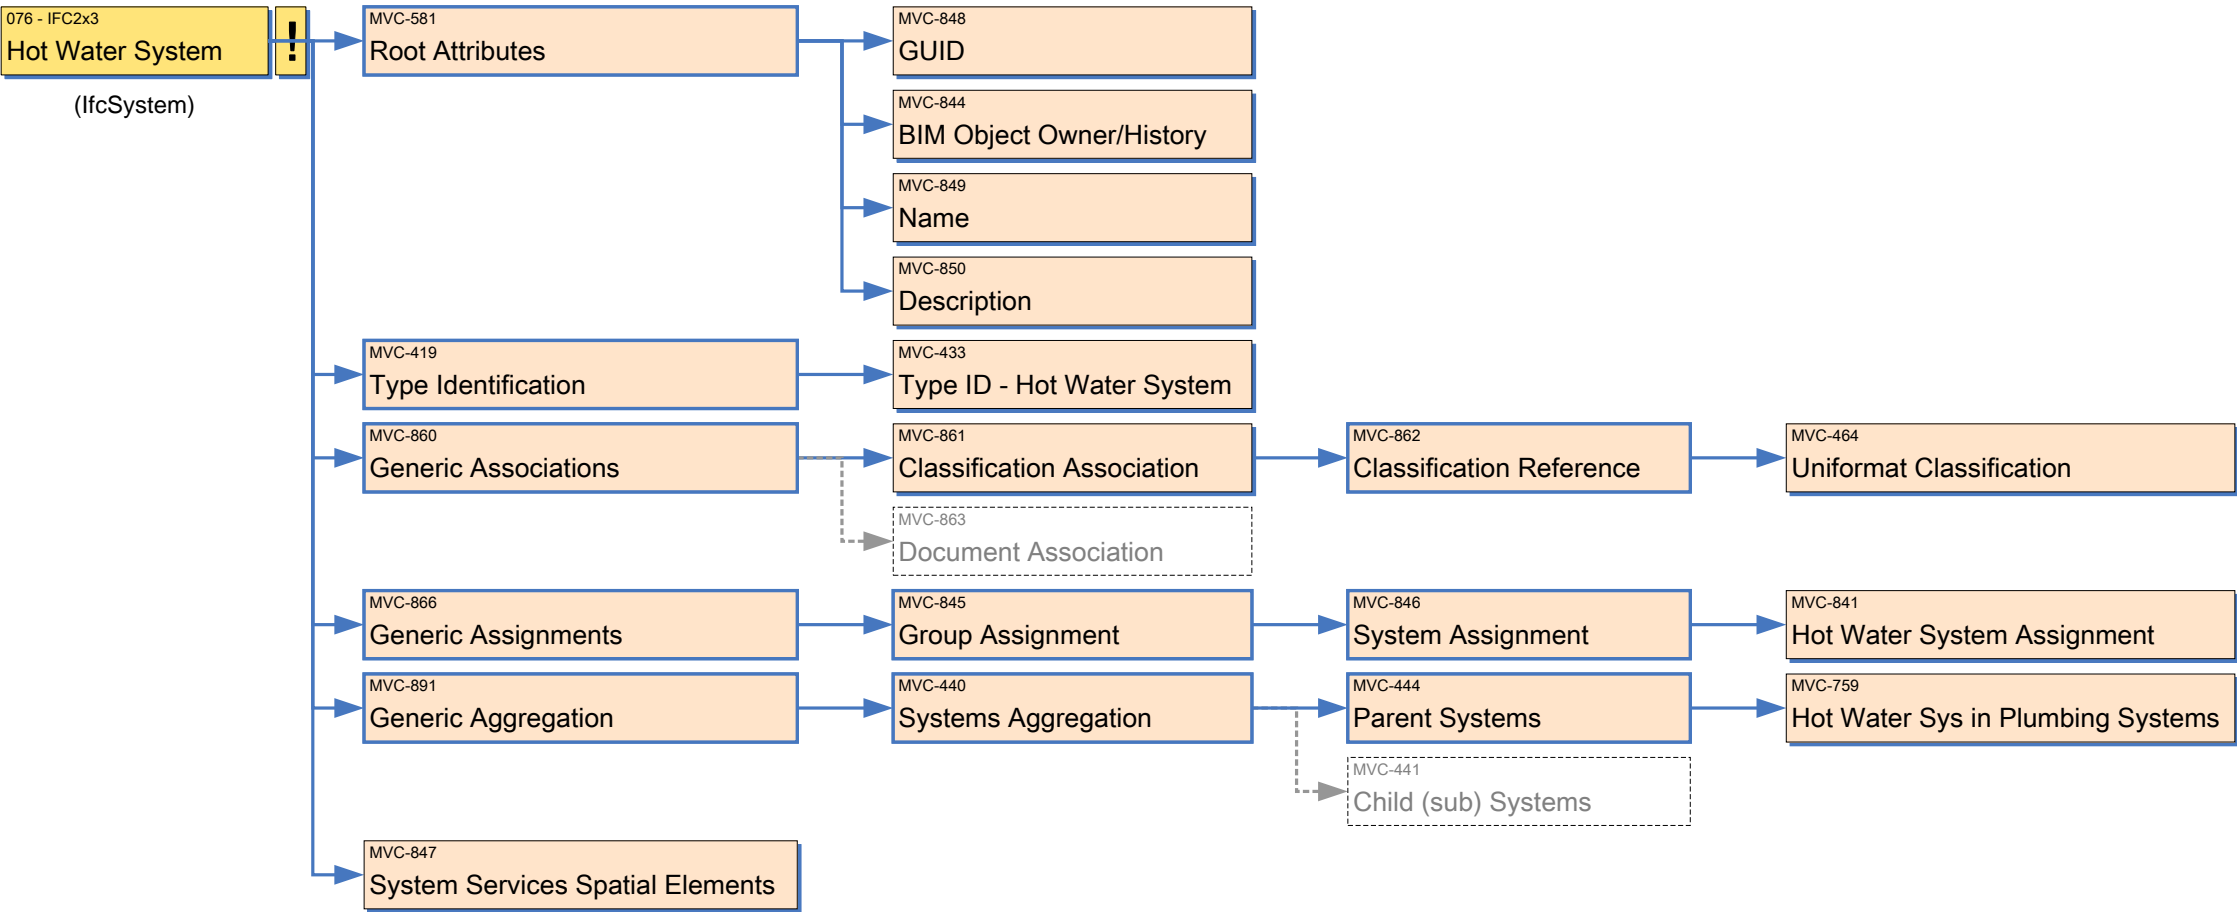 076 - IFC2x3
Hot Water System
!
(IfcSystem)
MVC-581
Root Attributes
MVC-848
GUID
MVC-844
BIM Object Owner/History
MVC-849
Name
MVC-850
Description
MVC-419
Type Identification
MVC-433
Type ID - Hot Water System
MVC-860
Generic Associations
MVC-861
Classification Association
MVC-862
Classification Reference
MVC-464
Uniformat Classification
MVC-863
Document Association
MVC-866
Generic Assignments
MVC-845
Group Assignment
MVC-846
System Assignment
MVC-841
Hot Water System Assignment
MVC-891
Generic Aggregation
MVC-440
Systems Aggregation
MVC-444
Parent Systems
MVC-759
Hot Water Sys in Plumbing Systems
MVC-441
Child (sub) Systems
MVC-847
System Services Spatial Elements